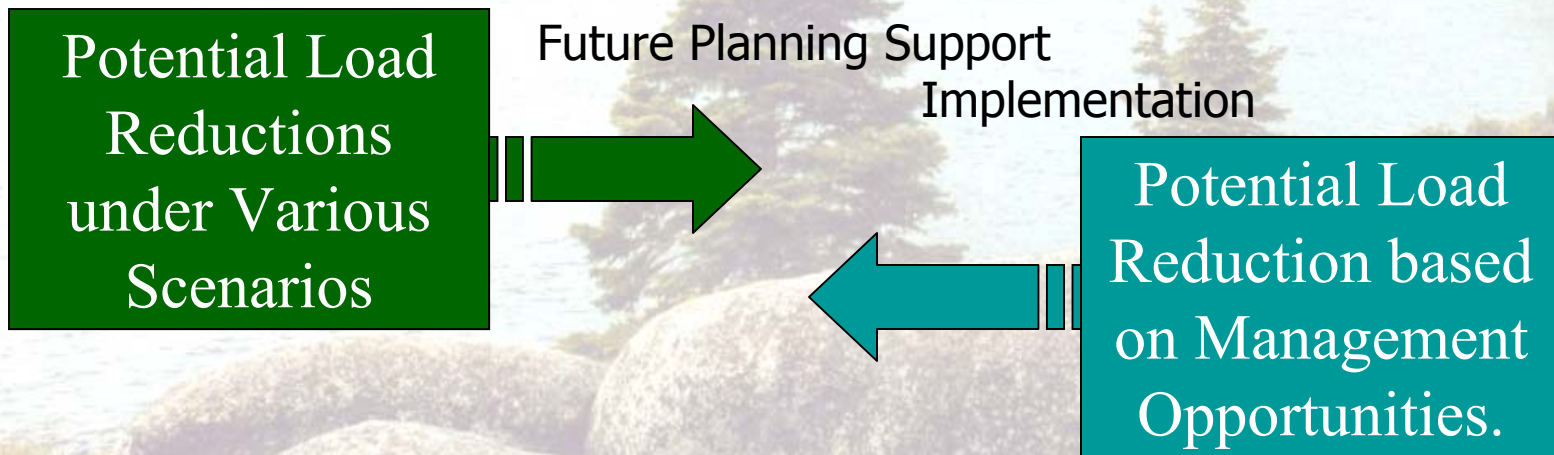 Potential Load
Reductions
under Various
Scenarios
Future Planning Support
Implementation
Potential Load
Reduction based
on Management
Opportunities.